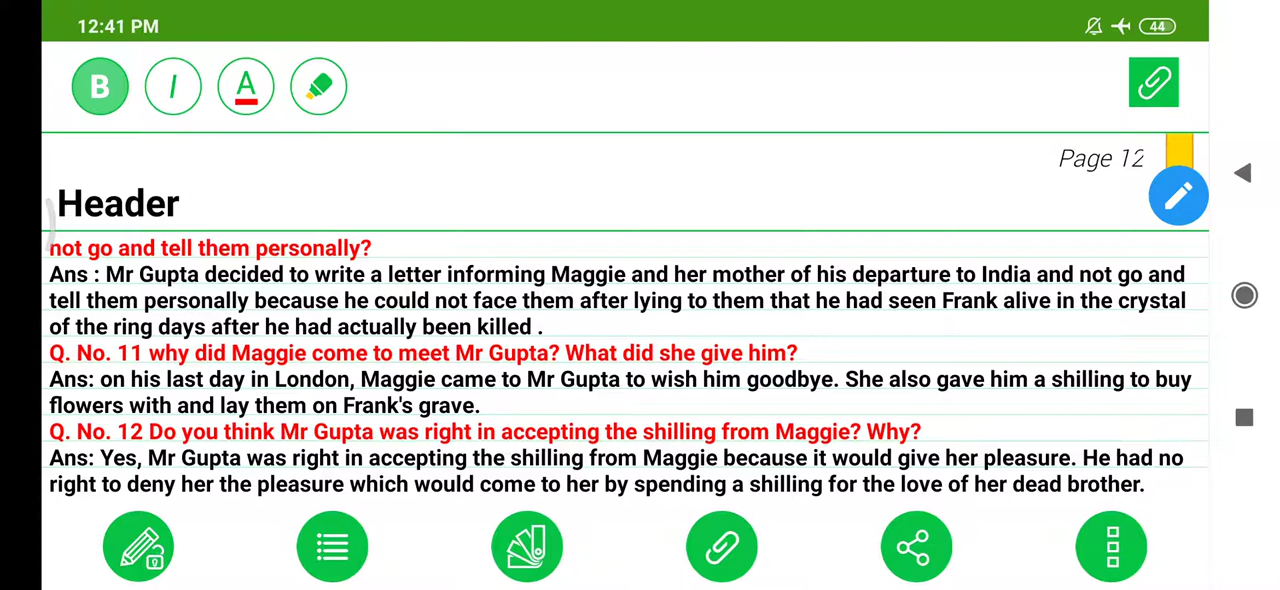 12:41 PM
44
B I A
Page 12
Header
not go and tell them personally?
Ans : Mr Gupta decided to write a letter informing Maggie and her mother of his departure to India and not go and
tell them personally because he could not face them after lying to them that he had seen Frank alive in the crystal
of the ring days after he had actually been killed .
Q. No. 11 why did Maggie come to meet Mr Gupta? What did she give him?
Ans: on his last day in London, Maggie came to Mr Gupta to wish him goodbye. She also gave him a shilling to buy
flowers with and lay them on Frank's grave.
Q. No. 12 Do you think Mr Gupta was right in accepting the shilling from Maggie? Why?
Ans: Yes, Mr Gupta was right in accepting the shilling from Maggie because it would give her pleasure. He had no
right to deny her the pleasure which would come to her by spending a shilling for the love of her dead brother.